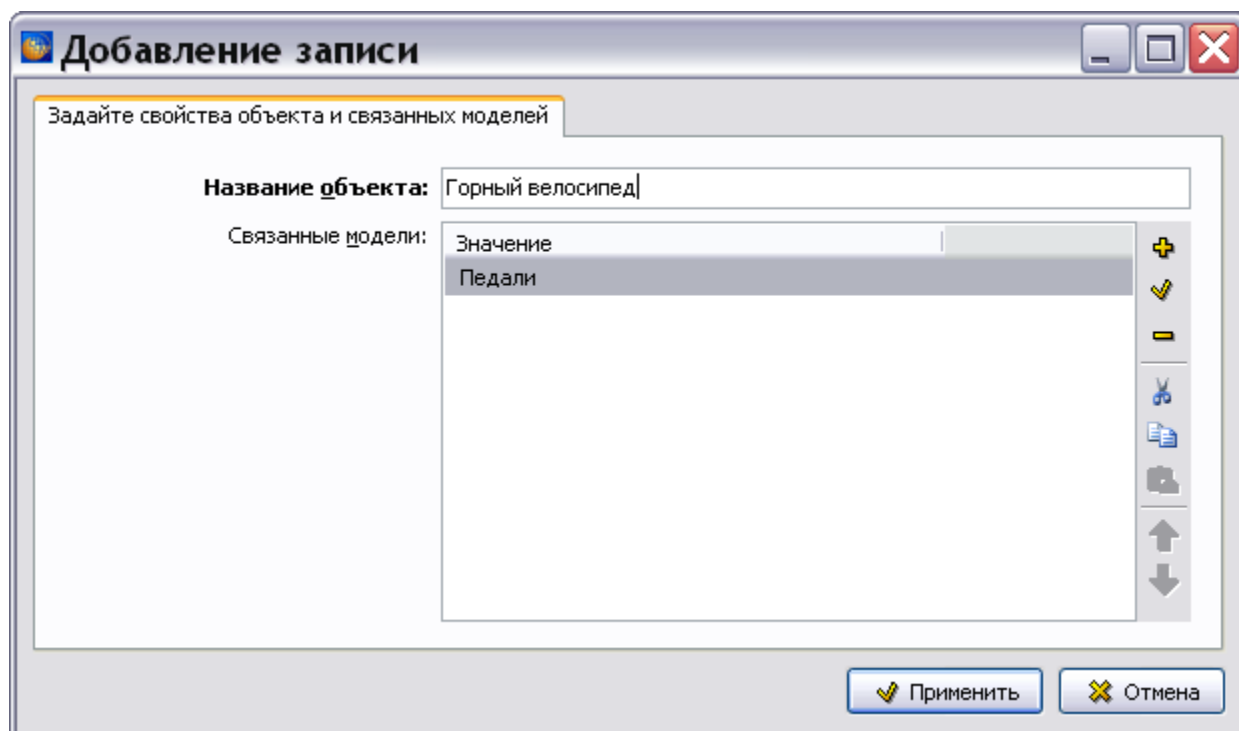 Добавление записи
Задайте свойства объекта и связанных моделей
Название объекта: Горный велосипед
Связанные модели:
Значение
Педали
Применить
Отмена